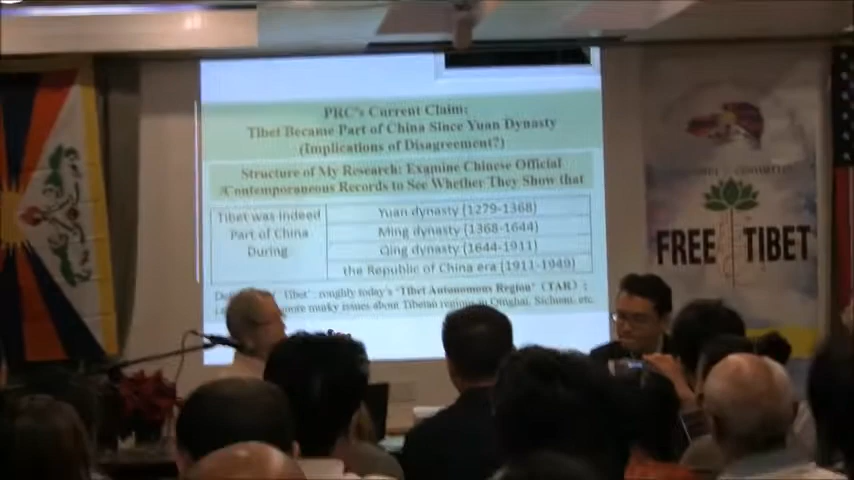 PRC's Current Claim:
Tibet Became Part of China Since Yuan Dynasty
(Implications of Disagreement?)
Structure of My Research: Examine Chinese Official
/Contemporaneous Records to See Whether They Show that
Tibet was indeed
Part of China
During
Yuan dynasty (1279-1368)
Ming dynasty (1368-1644)
Qing dynasty (1644-1911)
the Republic of China era (1911-1949)
Tibet": roughly today's "Tibet Autonomous Region" (TAR)
more murky issues about Tibetan regions in Qinghai, Sichuan, etc.
FREE TIBET